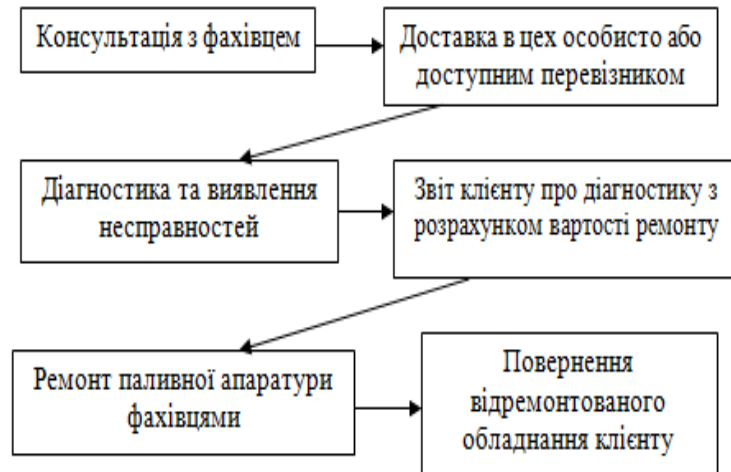 Консультація з фахівцем
Доставка в цех особисто або
доступним перевізником
Діагностика та виявлення
несправностей
Звіт клієнту про діагностику з
розрахунком вартості ремонту
Ремонт паливної апаратури
фахівцями
Повернення
відремонтованого
обладнання клієнту